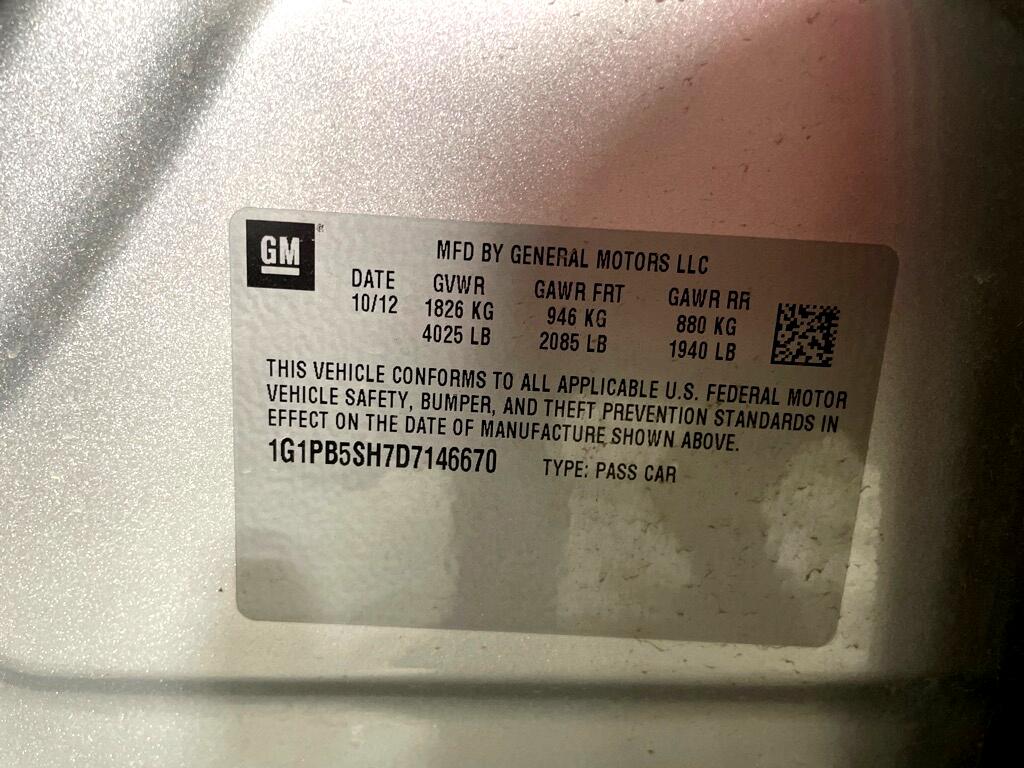 GM®
MFD BY GENERAL MOTORS LLC
DATE GVWR GAWR FRT GAWR RR
10/12 1826 KG 946 KG 880 KG
4025 LB 2085 LB 1940 LB
THIS VEHICLE CONFORMS TO ALL APPLICABLE U.S. FEDERAL MOTOR
VEHICLE SAFETY, BUMPER, AND THEFT PREVENTION STANDARDS IN
EFFECT ON THE DATE OF MANUFACTURE SHOWN ABOVE.
1G1PB5SH7D7146670 TYPE: PASS CAR